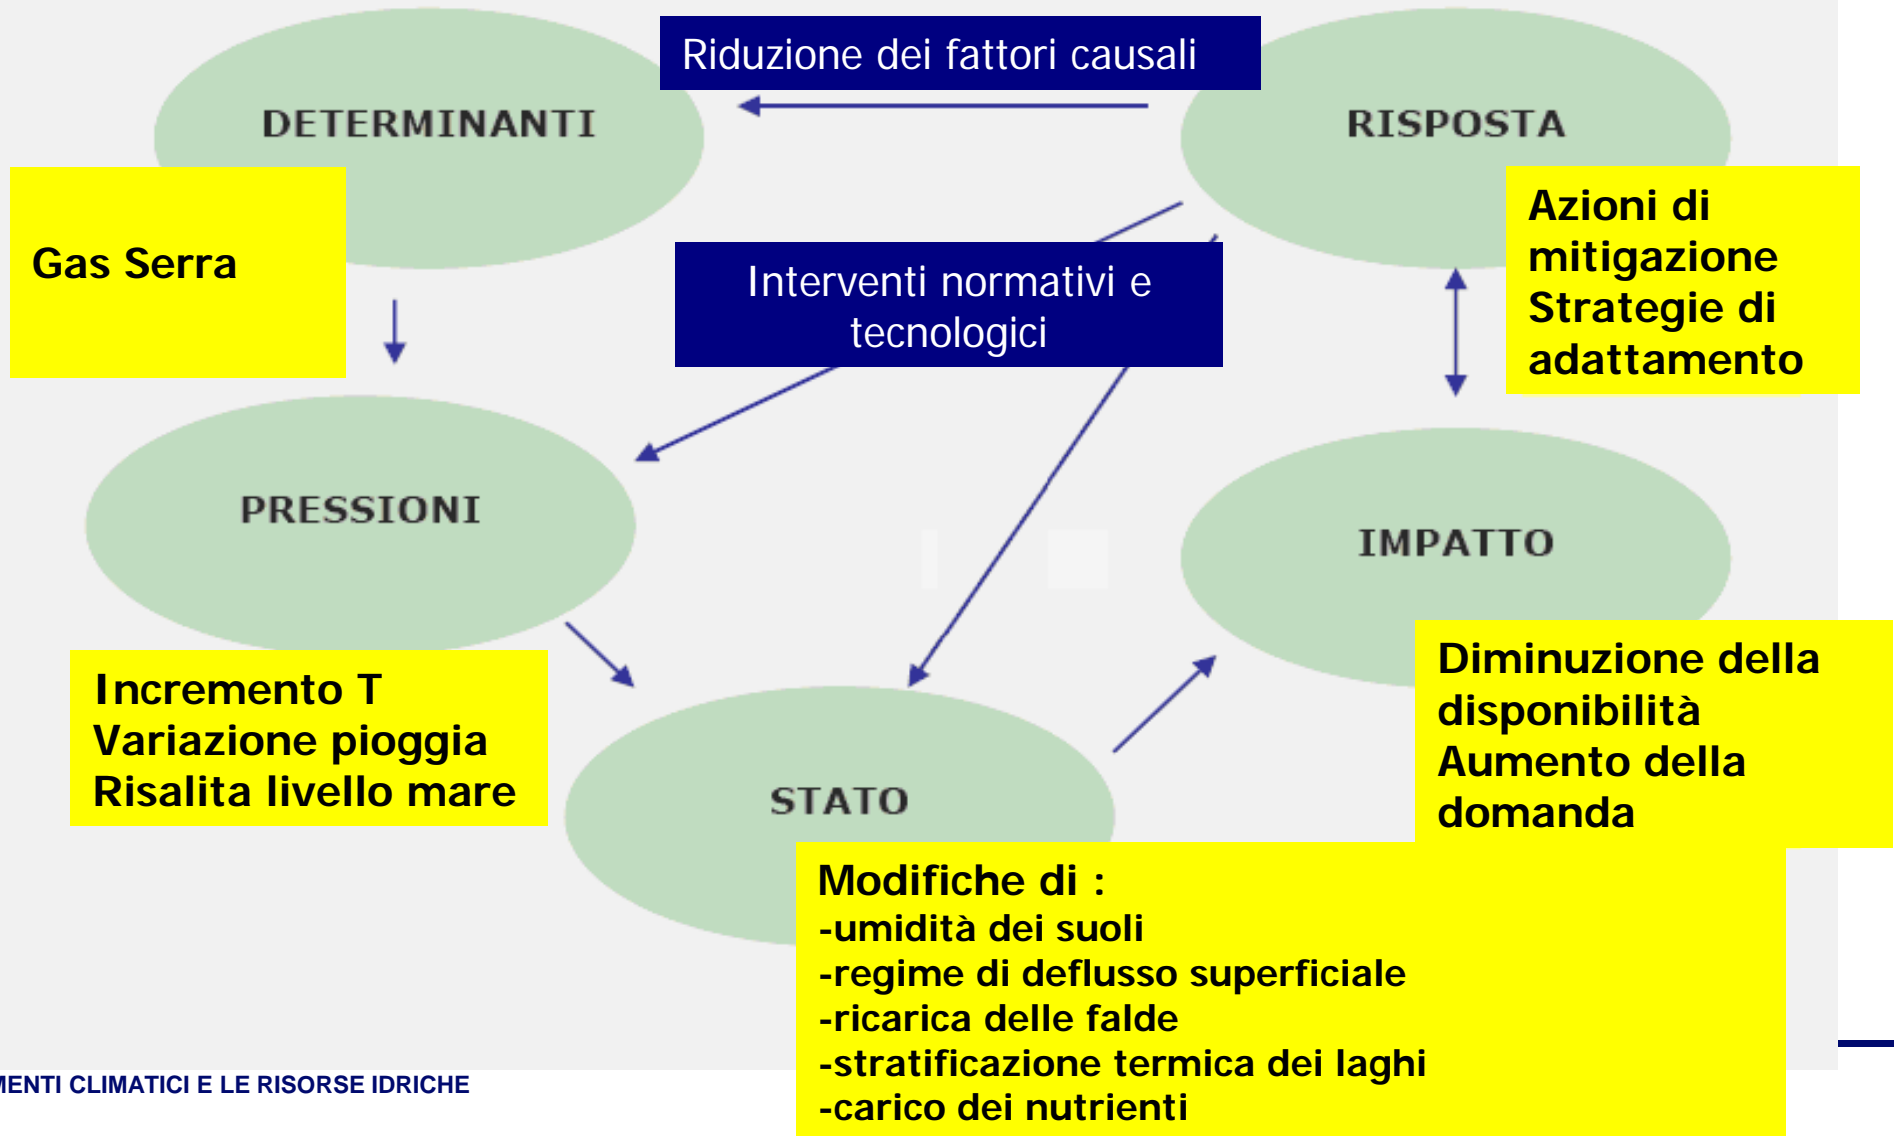 Riduzione dei fattori causali
DETERMINANTI
RISPOSTA
Gas Serra
Azioni di
mitigazione
Strategie di
adattamento
Interventi normativi e
tecnologici
PRESSIONI
IMPATTO
Incremento T
Variazione pioggia
Risalita livello mare
Diminuzione della
disponibilità
Aumento della
domanda
STATO
Modifiche di :
-umidità dei suoli
-regime di deflusso superficiale
-ricarica delle falde
-stratificazione termica dei laghi
-carico dei nutrienti
MENTI CLIMATICI E LE RISORSE IDRICHE